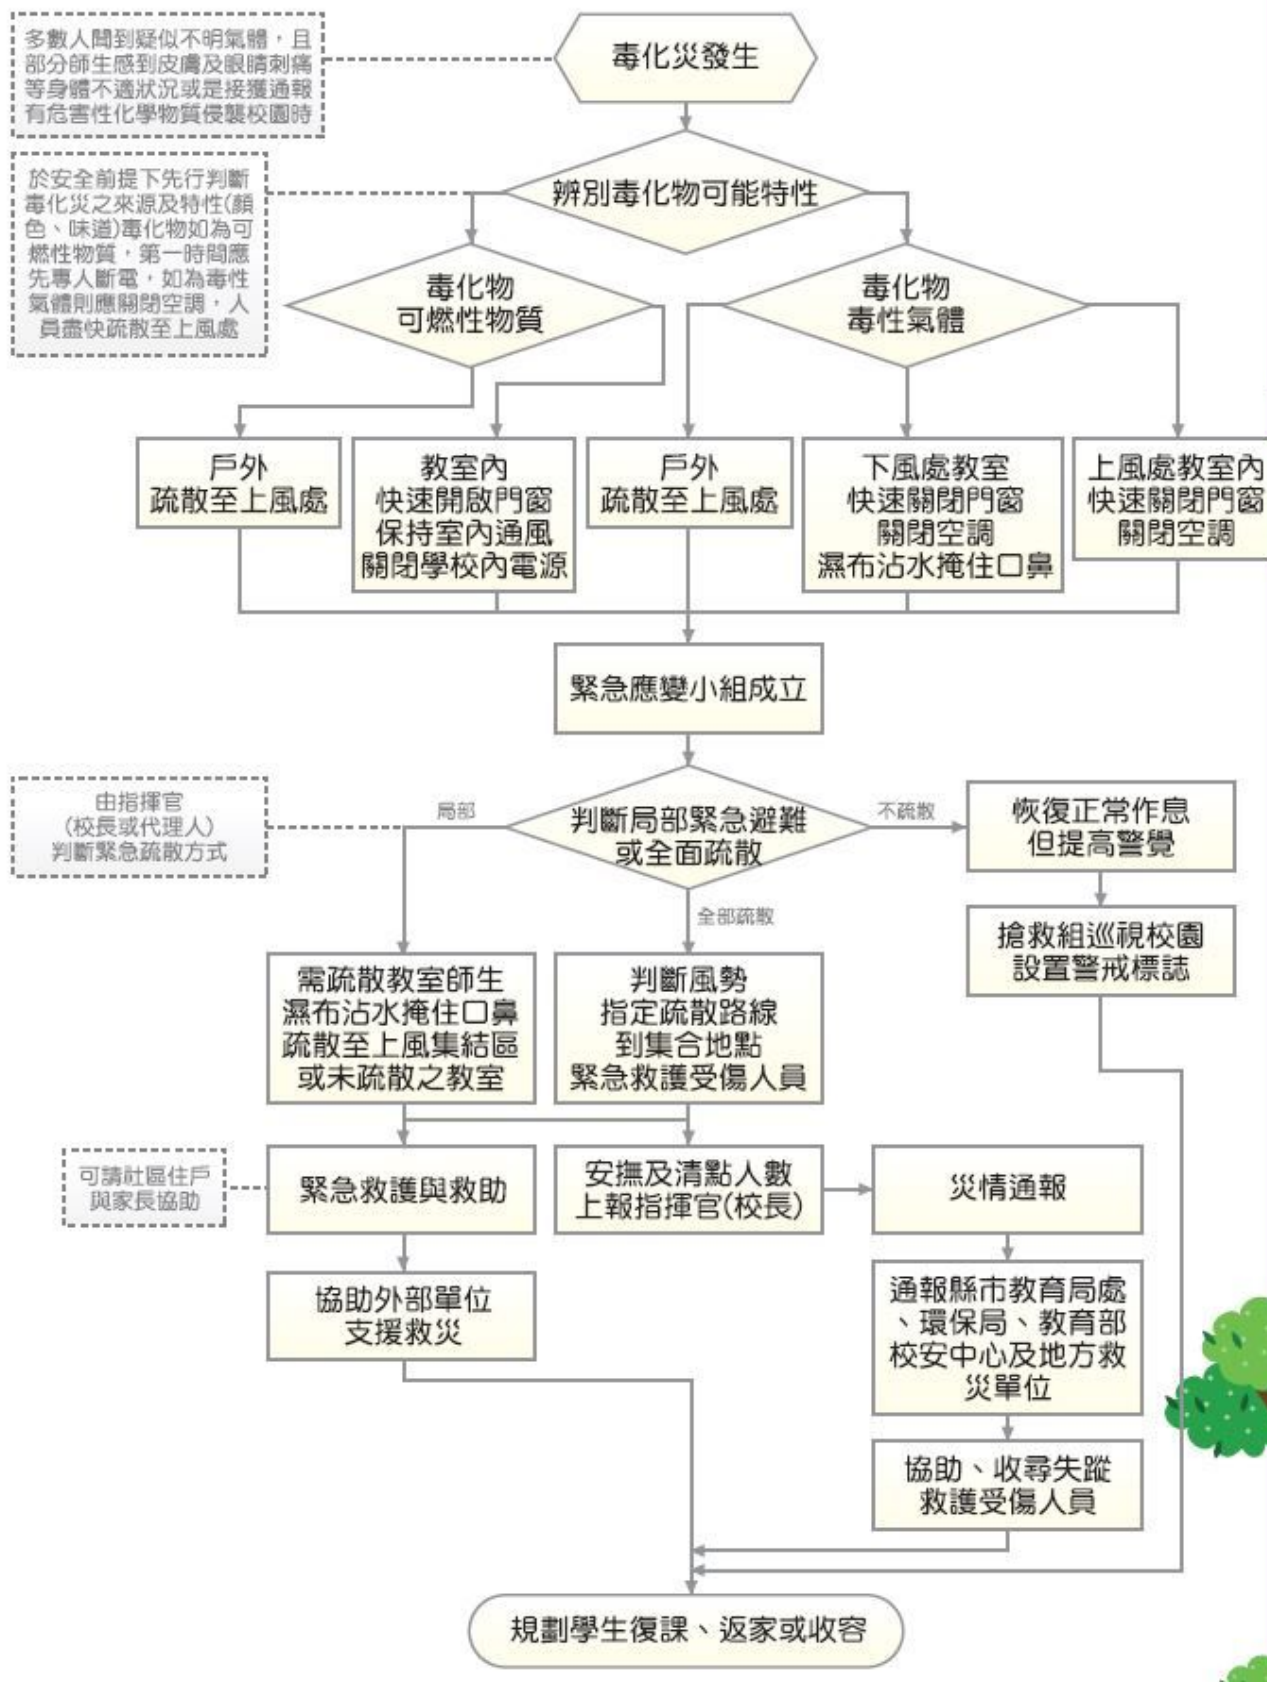 多數人聞到疑似不明氣體，且
部分師生感到皮膚及眼睛刺痛
等身體不適狀況或是接獲通報
有危害性化學物質侵襲校園時
毒化災發生
於安全前提下先行判斷
毒化災之來源及特性(顏
色、味道)毒化物如為可
燃性物質，第一時間應
先專人斷電，如為毒性
氣體則應關閉空調，人
員盡快疏散至上風處
辨別毒化物可能特性
毒化物
可燃性物質
毒化物
毒性氣體
戶外
疏散至上風處
教室內
快速開啟門窗
保持室內通風
關閉學校內電源
戶外
疏散至上風處
下風處教室
快速關閉門窗
關閉空調
濕布沾水掩住口鼻
上風處教室內
快速關閉門窗
關閉空調
緊急應變小組成立
由指揮官
(校長或代理人)
判斷緊急疏散方式
局部
判斷局部緊急避難
或全面疏散
不疏散
恢復正常作息
但提高警覺
全部疏散
搶救組巡視校園
設置警戒標誌
需疏散教室師生
濕布沾水掩住口鼻
疏散至上風集結區
或未疏散之教室
判斷風勢
指定疏散路線
到集合地點
緊急救護受傷人員
可請社區住戶
與家長協助
緊急救護與救助
安撫及清點人數
上報指揮官(校長)
災情通報
協助外部單位
支援救災
通報縣市教育局處
、環保局、教育部
校安中心及地方救
災單位
協助、收尋失蹤
救護受傷人員
規劃學生復課、返家或收容